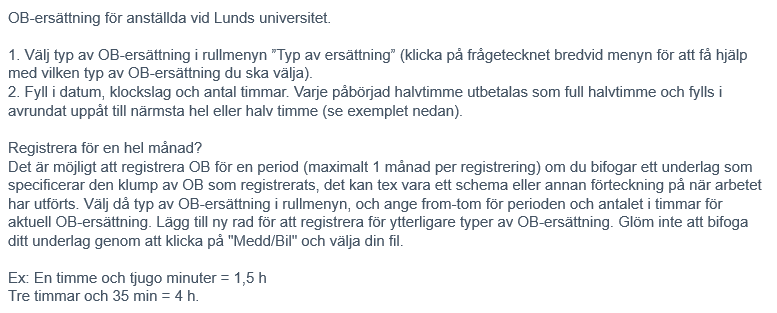 OB-ersättning för anställda vid Lunds universitet.
1. Välj typ av OB-ersättning i rullmenyn ”Typ av ersättning” (klicka på frågetecknet bredvid menyn för att få hjälp
med vilken typ av OB-ersättning du ska välja).
2. Fyll i datum, klockslag och antal timmar. Varje påbörjad halvtimme utbetalas som full halvtimme och fylls i
avrundat uppåt till närmsta hel eller halv timme (se exemplet nedan).
Registrera för en hel månad?
Det är möjligt att registrera OB för en period (maximalt 1 månad per registrering) om du bifogar ett underlag som
specificerar den klump av OB som registrerats, det kan tex vara ett schema eller annan förteckning på när arbetet
har utförts. Välj då typ av OB-ersättning i rullmenyn, och ange from-tom för perioden och antalet i timmar för
aktuell OB-ersättning. Lägg till ny rad för att registrera för ytterligare typer av OB-ersättning. Glöm inte att bifoga
ditt underlag genom att klicka på "Medd/Bil" och välja din fil.
Ex: En timme och tjugo minuter = 1,5 h
Tre timmar och 35 min = 4 h.